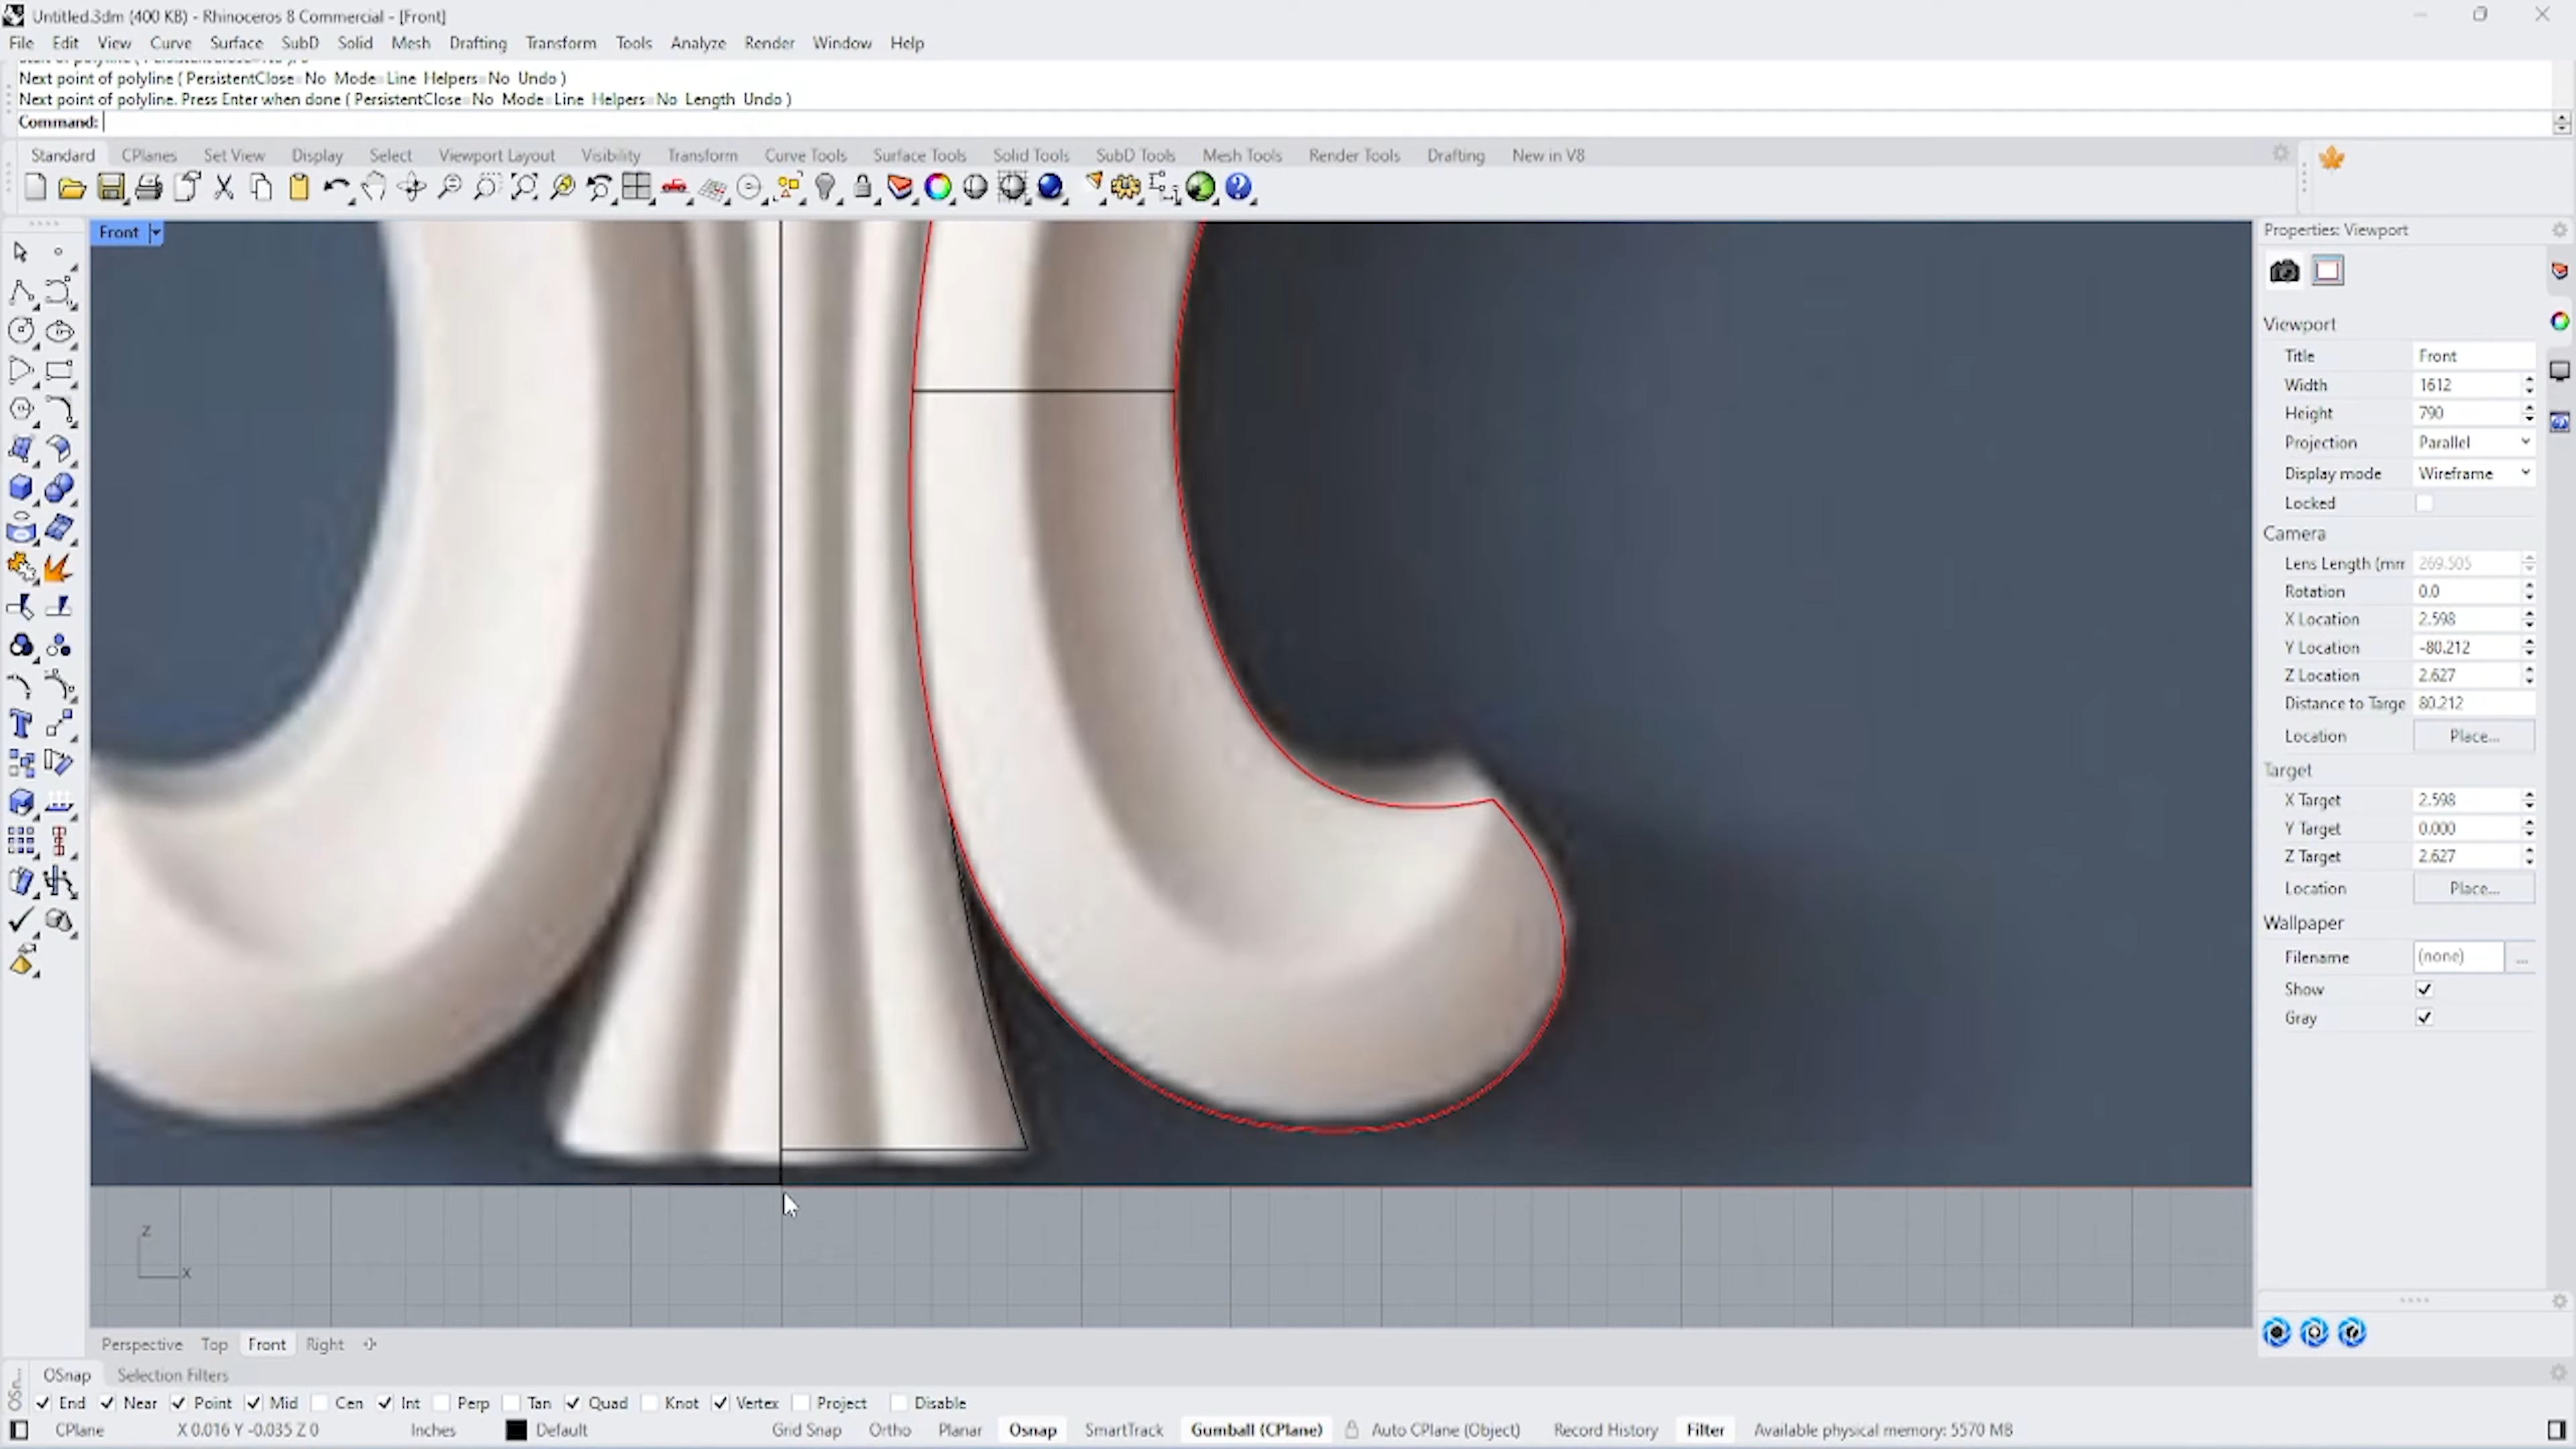 Untitled.3dm (400 KB) - Rhinoceros 8 Commercial - [Front]
File Edit View Curve Surface SubD Solid Mesh Drafting Transform Tools Analyze Render Window Help
Next point of polyline ( PersistentClose=No Mode=Line Helpers=No Undo )
Next point of polyline. Press Enter when done ( PersistentClose=No Mode=Line Helpers=No Length Undo )
Command:
Standard CPlanes Set View Display Select Viewport Layout Visibility Transform Curve Tools Surface Tools Solid Tools SubD Tools Mesh Tools Render Tools Drafting New in V8
Front
Properties: Viewport
Viewport
Title Front
Width 1612
Height 790
Projection Parallel
Display mode Wireframe
Locked
Camera
Lens Length (mm 269.505
Rotation 0.0
X Location 2.598
Y Location -80.212
Z Location 2.627
Distance to Targe 80.212
Location Place...
Target
X Target 2.598
Y Target 0.000
Z Target 2.627
Location Place...
Wallpaper
Filename (none) ...
Show
Gray
z
x
Perspective Top Front Right
OSnap Selection Filters
OSn...
End Near Point Mid Cen Int Perp Tan Quad Knot Vertex Project Disable
CPlane X 0.016 Y -0.035 Z 0 Inches Default Grid Snap Ortho Planar Osnap SmartTrack Gumball (CPlane) Auto CPlane (Object) Record History Filter Available physical memory: 5570 MB